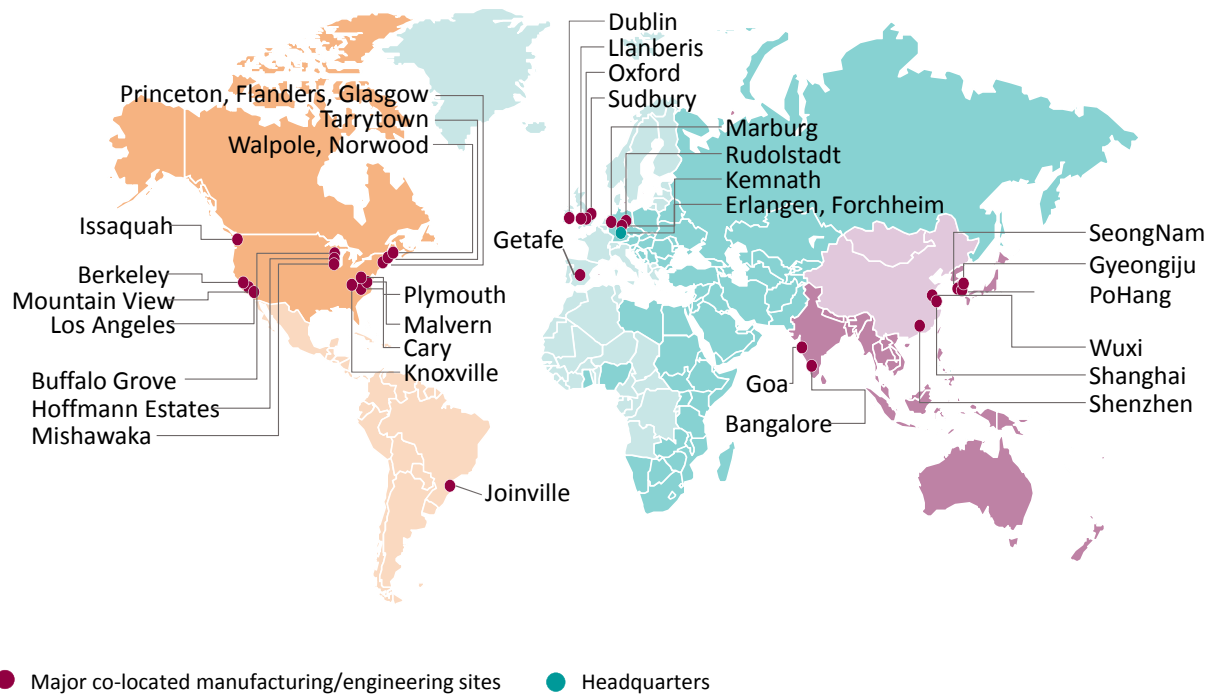 Dublin
Llanberis
Oxford
Sudbury
Princeton, Flanders, Glasgow
Tarrytown
Walpole, Norwood
Marburg
Rudolstadt
Kemnath
Erlangen, Forchheim
Issaquah
Getafe
SeongNam
Gyeongiju
PoHang
Berkeley
Mountain View
Los Angeles
Plymouth
Malvern
Cary
Knoxville
Buffalo Grove
Hoffmann Estates
Mishawaka
Goa
Bangalore
Wuxi
Shanghai
Shenzhen
Joinville
Major co-located manufacturing/engineering sites
Headquarters